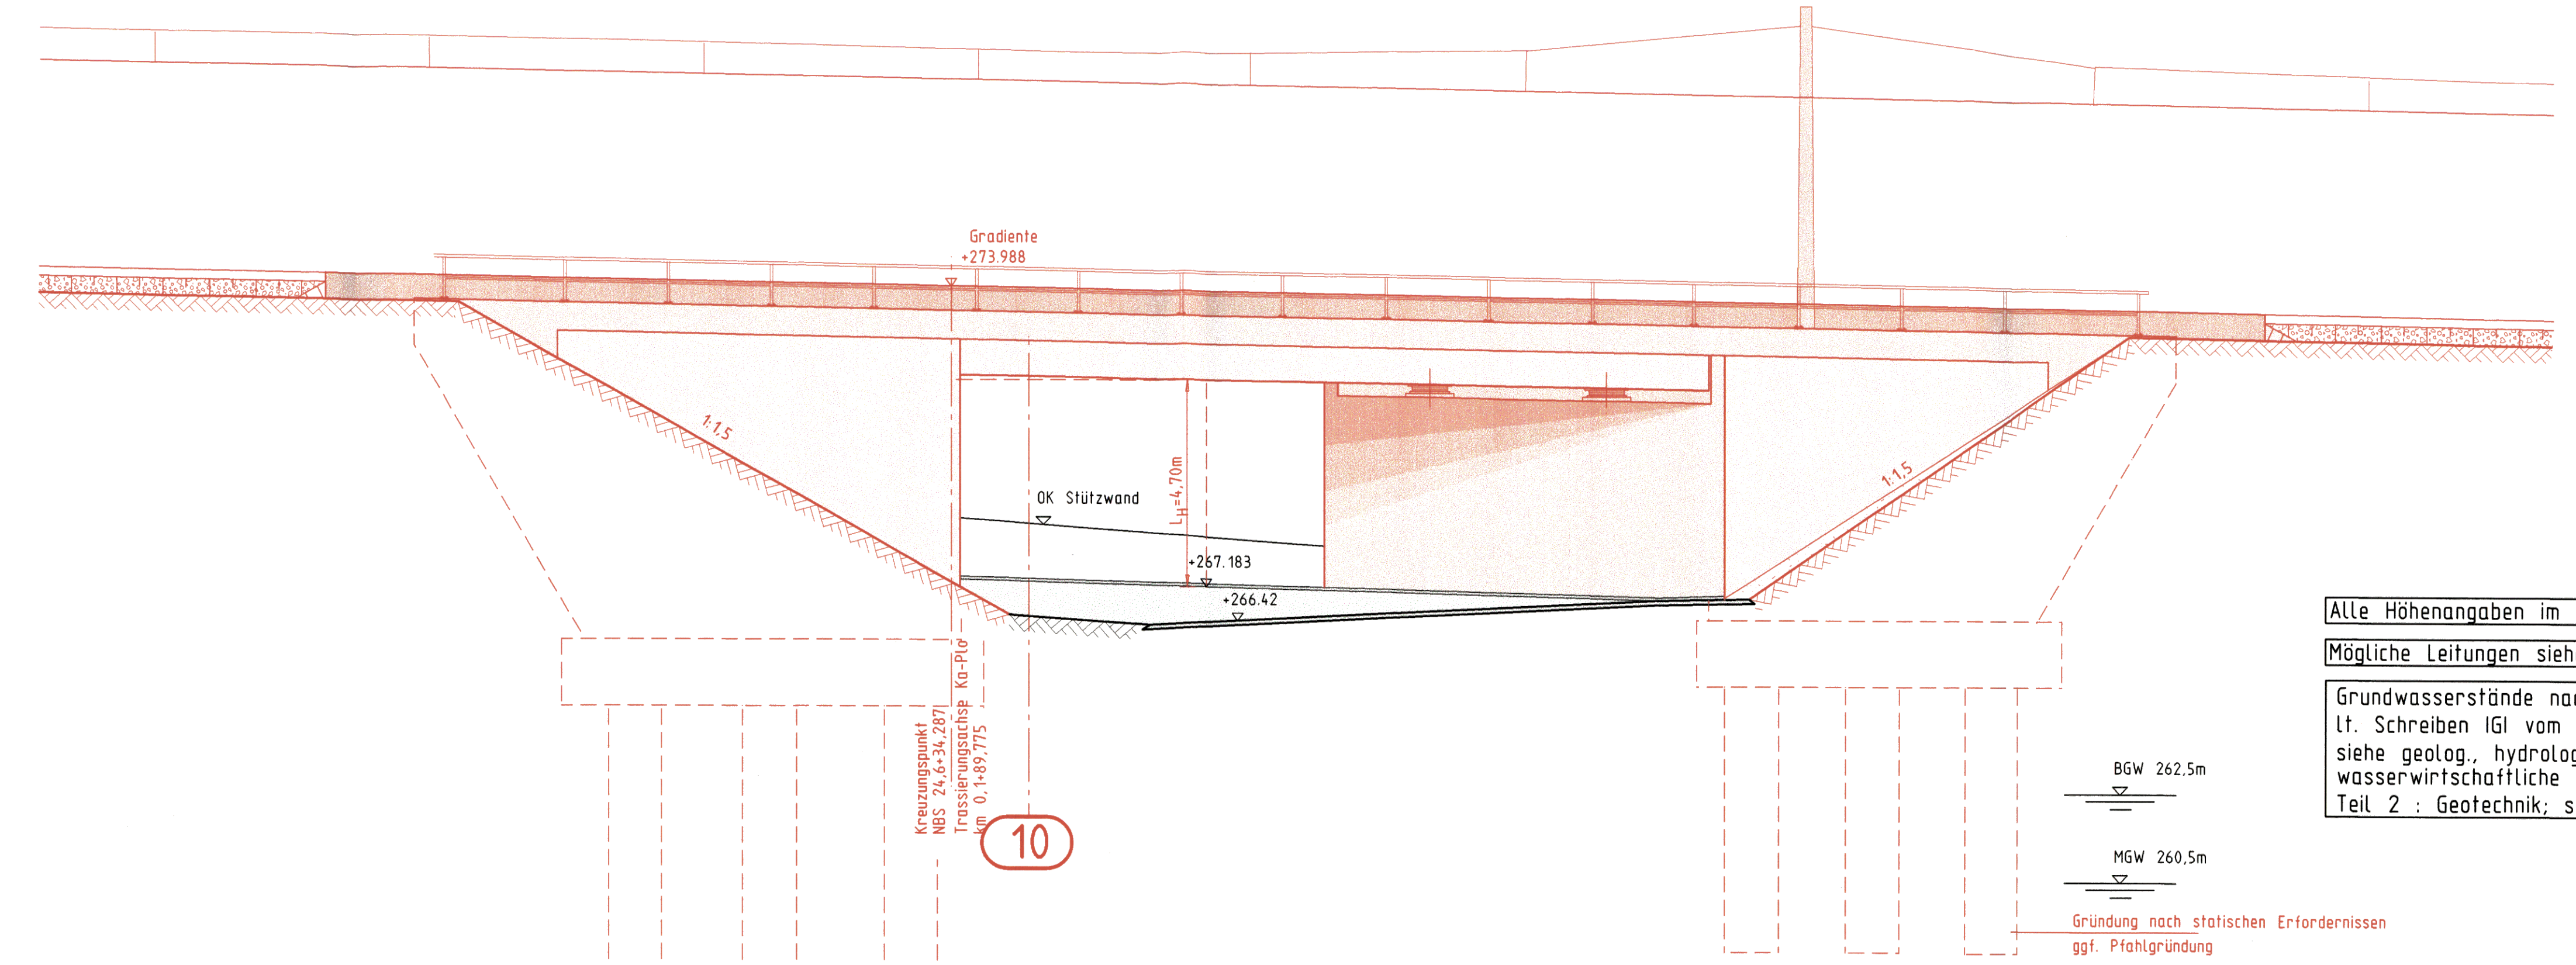 Gradiente
+273.988
1:1,5
OK Stützwand
LH=4,70m
+267.183
+266.42
1:1,5
Kreuzungspunkt
NBS 24,6+34,287
Trassierungsachse Ka-Plo
km 0,1+89,775
10
BGW 262,5m
MGW 260,5m
Gründung nach statischen Erfordernissen
ggf. Pfahlgründung
Alle Höhenangaben im
Mögliche Leitungen sieh
Grundwasserstände na
lt. Schreiben IGI vom
siehe geolog., hydrolog
wasserwirtschaftliche
Teil 2 : Geotechnik; s